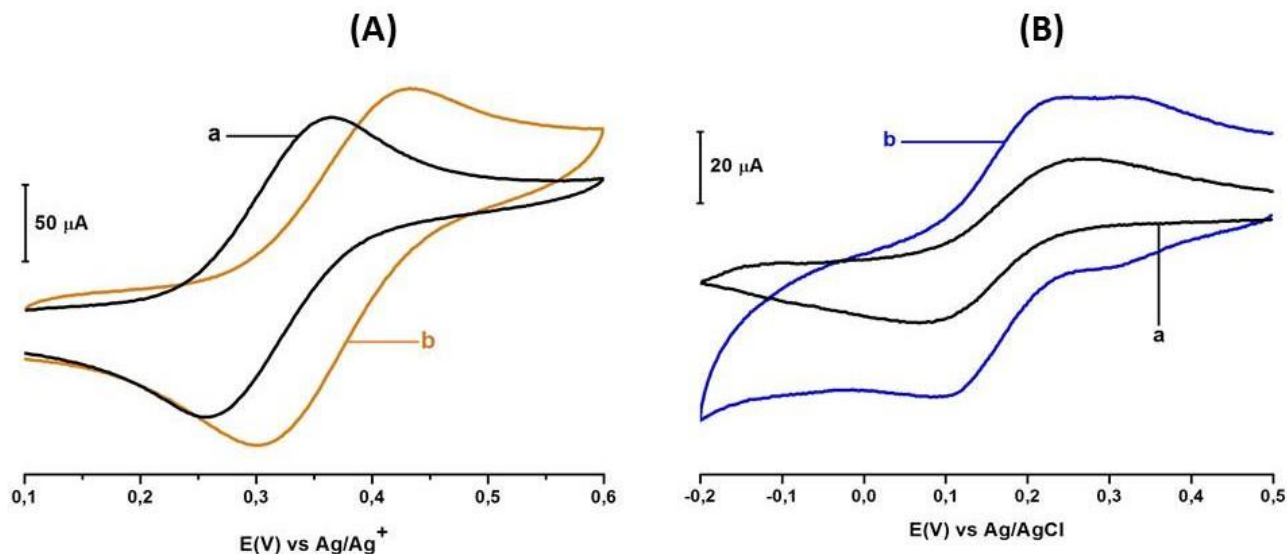 (A)
a
50 μA
b
0,1 0,2 0,3 0,4 0,5 0,6
E(V) vs Ag/Ag⁺
(B)
b
20 μA
a
-0,2 -0,1 0,0 0,1 0,2 0,3 0,4 0,5
E(V) vs Ag/AgCl